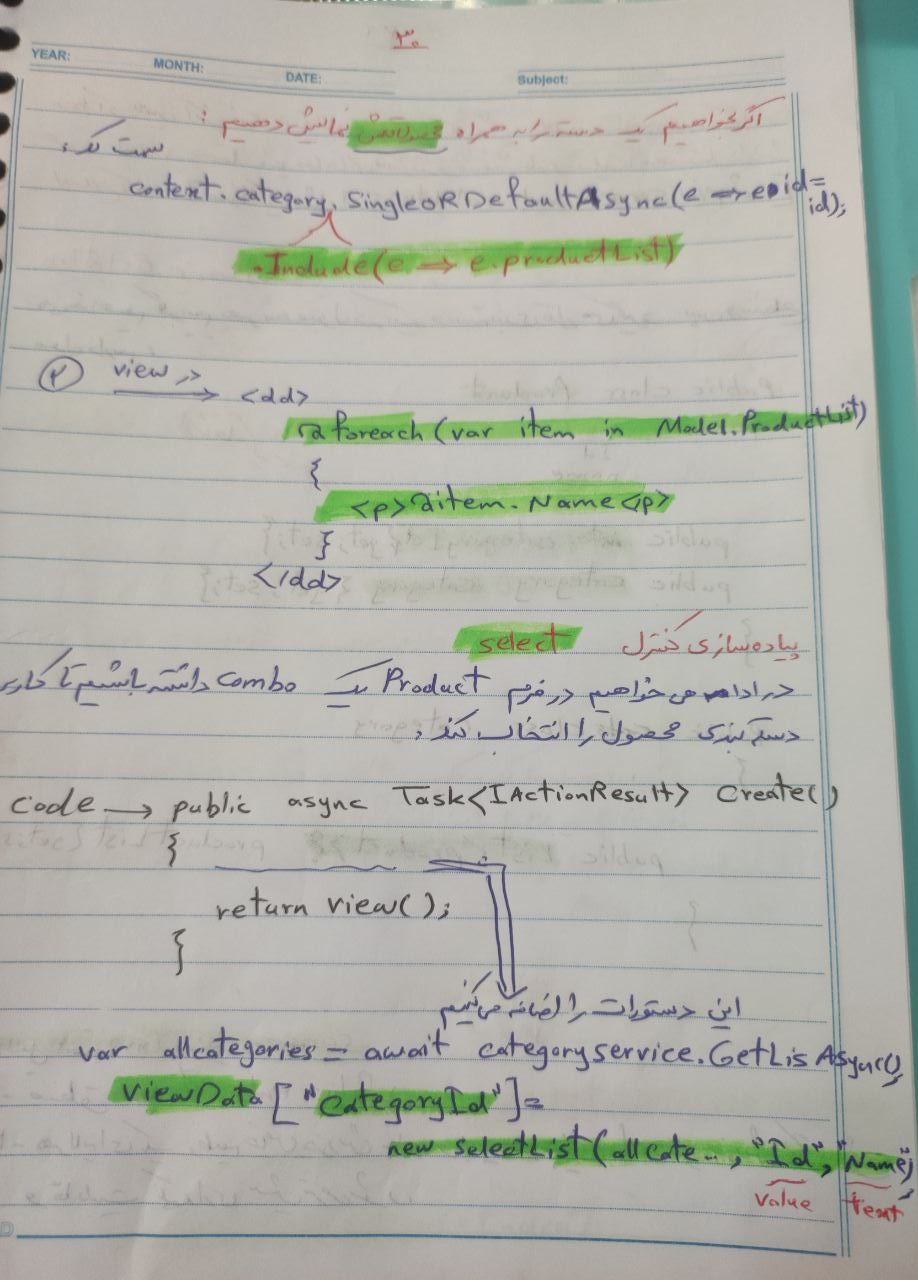 ۳۰
YEAR:
MONTH:
DATE:
Subject:
اگر بخواهیم یک دسته را به همراه محصولاتش نمایش دهیم :
سمت کد:
context.category.SingleORDefaultAsync(e => e.id = id);
.Include(e => e.productList)
۲ در view
<dd>
@foreach (var item in Model.ProductList)
{
<p>@item.Name<p>
}
</dd>
پیاده سازی کنترل select
در ادامه می خواهیم در فرم Product یک Combo داشته باشیم تا کاربر
دسته بندی محصول را انتخاب کند:
Code → public async Task<IActionResult> Create()
{
return view();
}
این دستورات را اضافه می کنیم
var allcategories = await categoryservice.GetLisAsync();
viewData["CategoryId"]=
new selectList(allcate..., "Id", "Name");
value
text